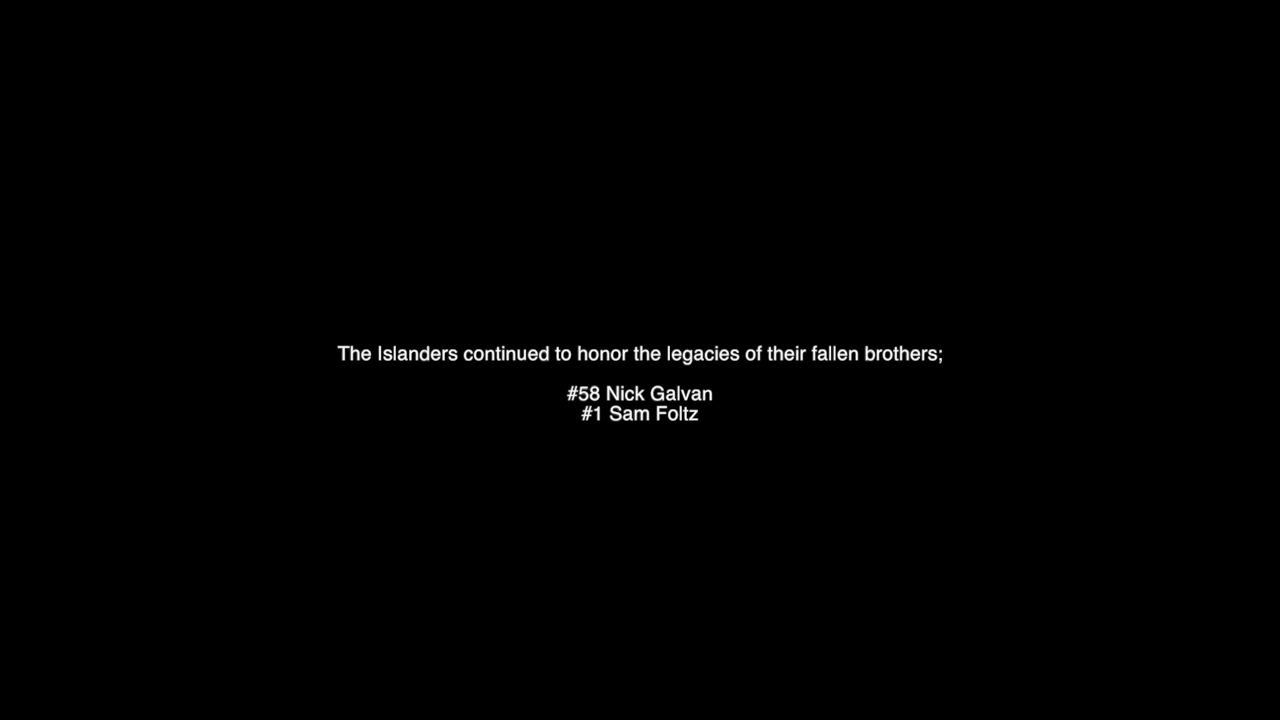 The Islanders continued to honor the legacies of their fallen brothers;
#58 Nick Galvan
#1 Sam Foltz